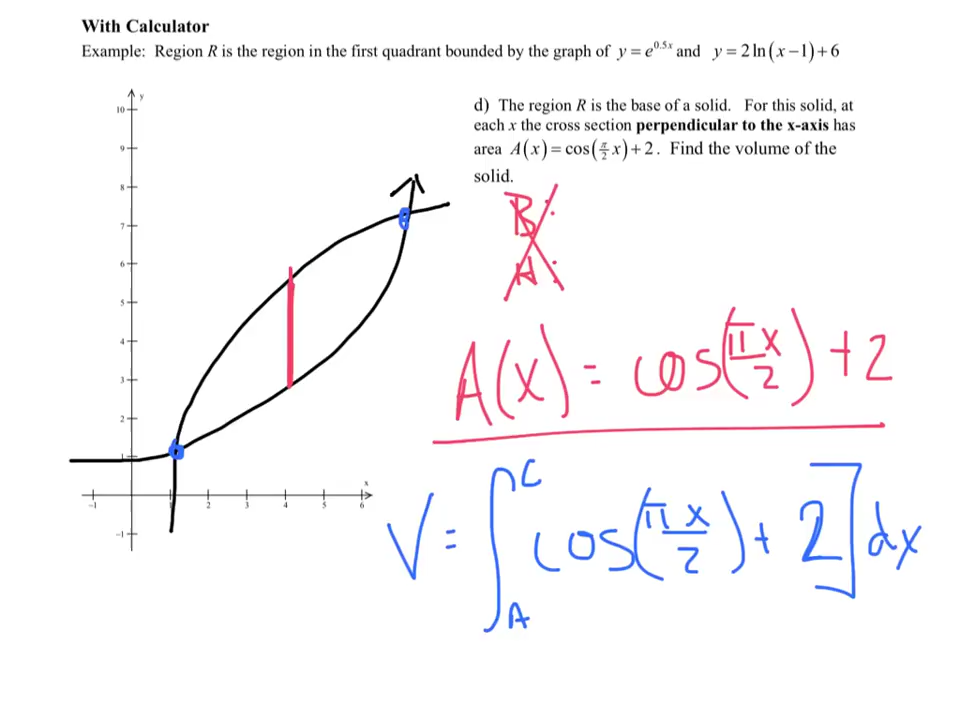 With Calculator
Example: Region R is the region in the first quadrant bounded by the graph of y = e^{0.5x} and y = 2 ln(x − 1) + 6
d) The region R is the base of a solid. For this solid, at
each x the cross section perpendicular to the x-axis has
area A(x) = cos(π/2 x) + 2. Find the volume of the
solid.
B:
A:
A(x) = cos(πx/2) + 2
V = ∫_A^C cos(πx/2) + 2] dx
y
10
9
8
7
6
5
4
3
2
1
−1
x
−1
1
2
3
4
5
6